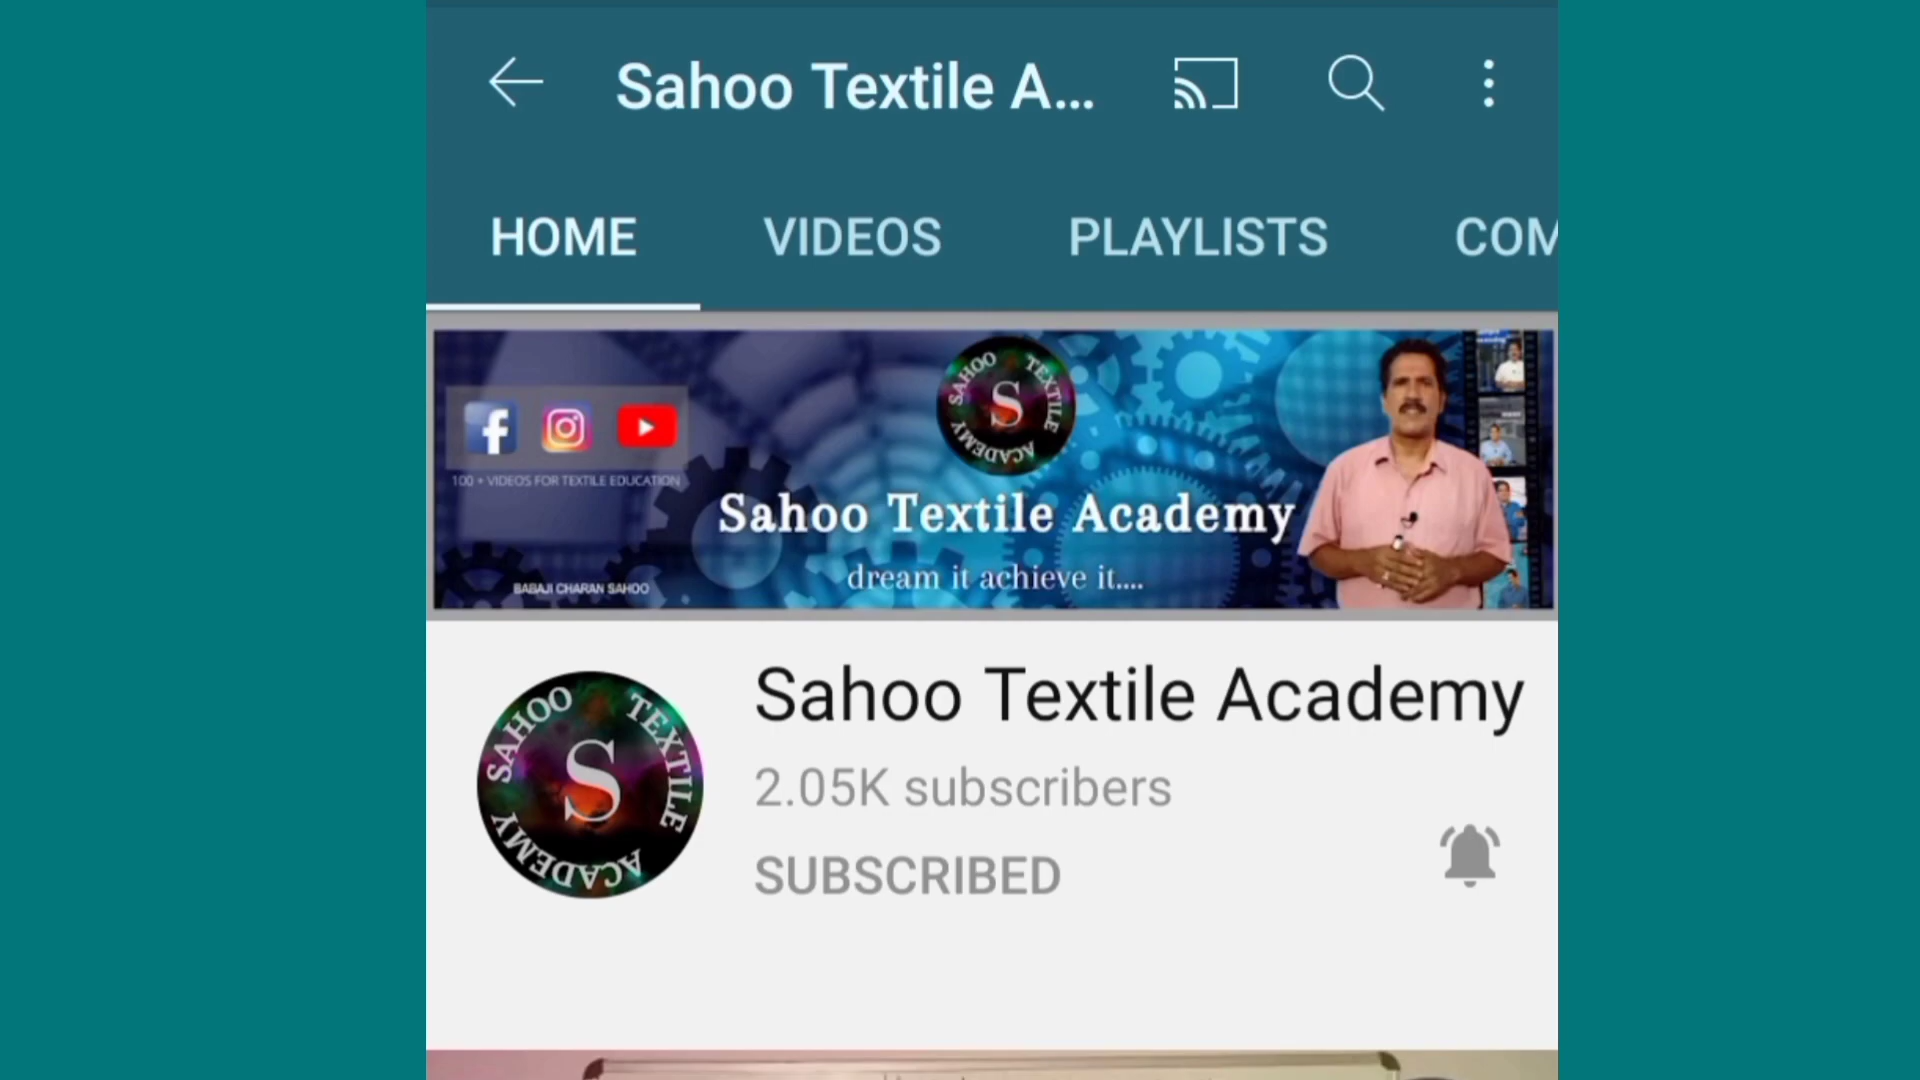 Sahoo Textile A...
HOME VIDEOS PLAYLISTS COM
SAHOO TEXTILE ACADEMY
S
100 + VIDEOS FOR TEXTILE EDUCATION
Sahoo Textile Academy
dream it achieve it....
BABAJI CHARAN SAHOO
SAHOO TEXTILE ACADEMY
S
Sahoo Textile Academy
2.05K subscribers
SUBSCRIBED